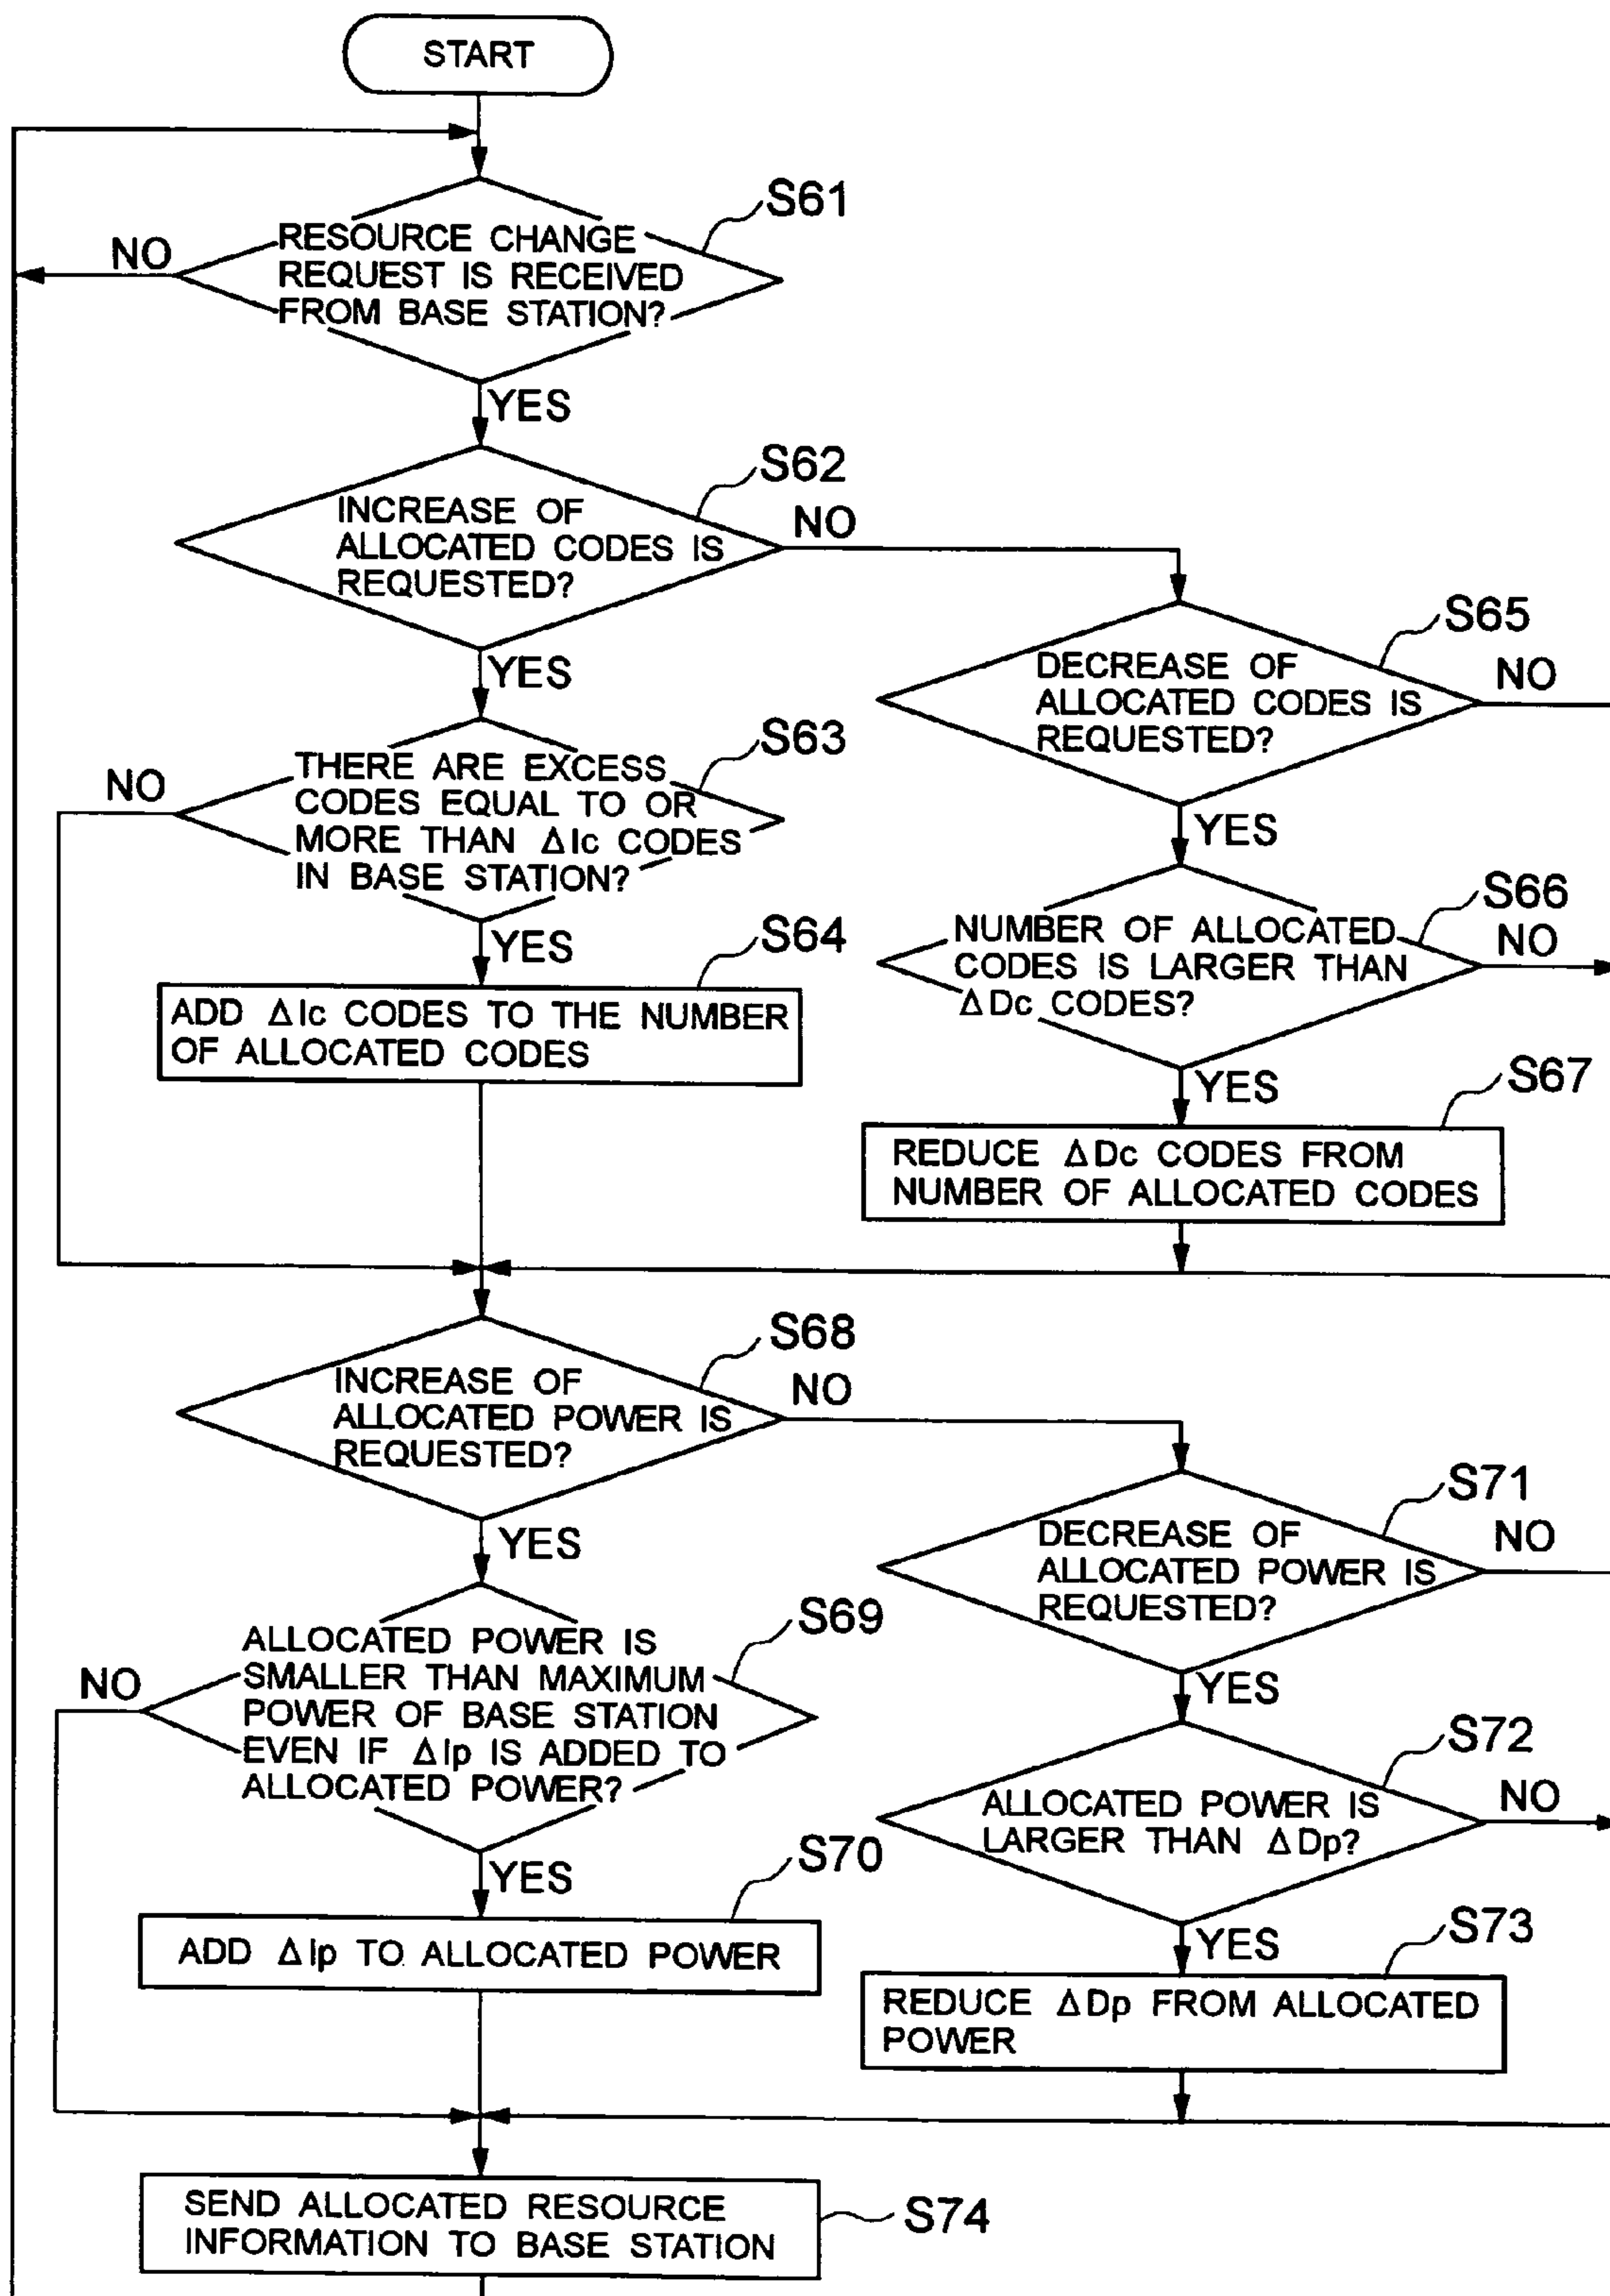 START
S61
RESOURCE CHANGE
REQUEST IS RECEIVED
FROM BASE STATION?
NO
YES
S62
INCREASE OF
ALLOCATED CODES IS
REQUESTED?
NO
YES
S65
DECREASE OF
ALLOCATED CODES IS
REQUESTED?
NO
YES
S63
THERE ARE EXCESS
CODES EQUAL TO OR
MORE THAN ΔIc CODES
IN BASE STATION?
NO
YES
S66
NUMBER OF ALLOCATED
CODES IS LARGER THAN
ΔDc CODES?
NO
YES
S64
ADD ΔIc CODES TO THE NUMBER
OF ALLOCATED CODES
S67
REDUCE ΔDc CODES FROM
NUMBER OF ALLOCATED CODES
S68
INCREASE OF
ALLOCATED POWER IS
REQUESTED?
NO
YES
S71
DECREASE OF
ALLOCATED POWER IS
REQUESTED?
NO
YES
S69
ALLOCATED POWER IS
SMALLER THAN MAXIMUM
POWER OF BASE STATION
EVEN IF ΔIp IS ADDED TO
ALLOCATED POWER?
NO
YES
S72
ALLOCATED POWER IS
LARGER THAN ΔDp?
NO
YES
S70
ADD ΔIp TO ALLOCATED POWER
S73
REDUCE ΔDp FROM ALLOCATED
POWER
S74
SEND ALLOCATED RESOURCE
INFORMATION TO BASE STATION